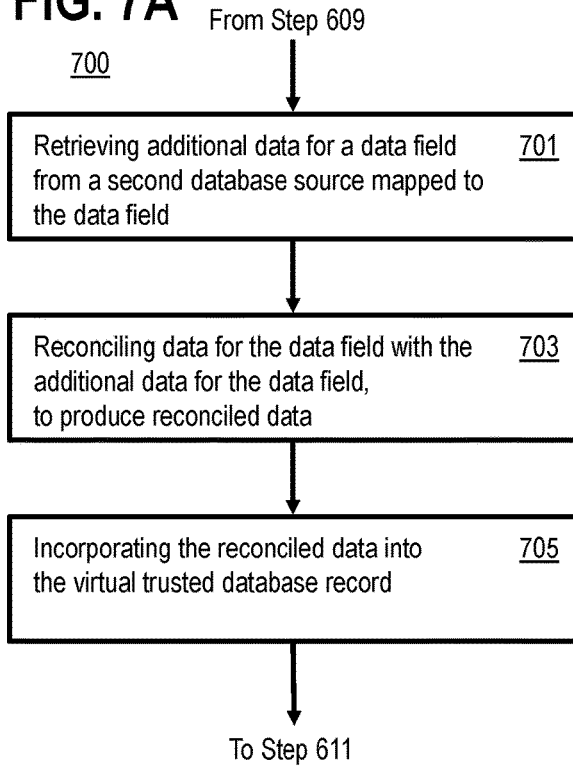 FIG. 7A
From Step 609
700
Retrieving additional data for a data field 701
from a second database source mapped to
the data field
Reconciling data for the data field with the 703
additional data for the data field,
to produce reconciled data
Incorporating the reconciled data into 705
the virtual trusted database record
To Step 611